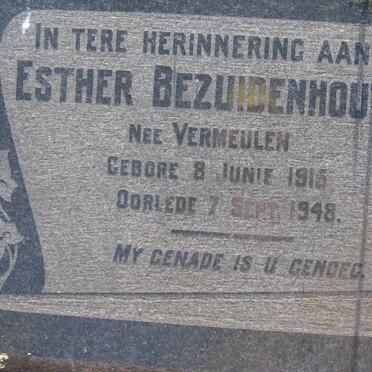 IN TERE HERINNERING AAN
ESTHER BEZUIDENHOUT
NEE VERMEULEN
GEBORE 8 JUNIE 1915
OORLEDE 7 SEPT. 1948.
MY GENADE IS U GENOEG.